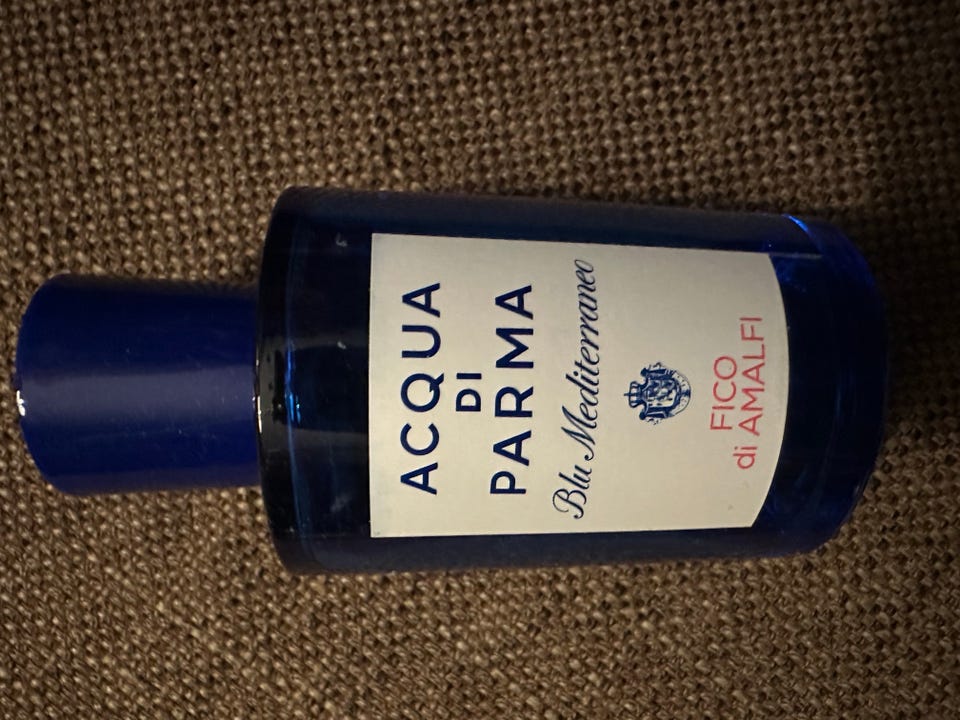 ACQUA
DI
PARMA
Blu Mediterraneo
FICO
di AMALFI